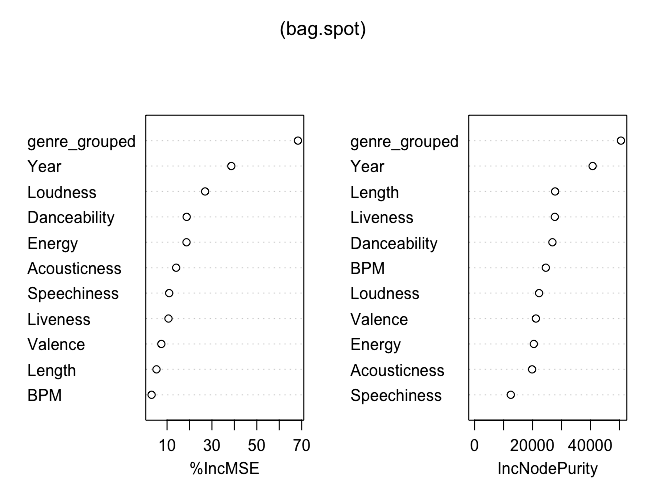 (bag.spot)
genre_grouped
Year
Loudness
Danceability
Energy
Acousticness
Speechiness
Liveness
Valence
Length
BPM
10 30 50 70
%IncMSE
genre_grouped
Year
Length
Liveness
Danceability
BPM
Loudness
Valence
Energy
Acousticness
Speechiness
0 20000 40000
IncNodePurity